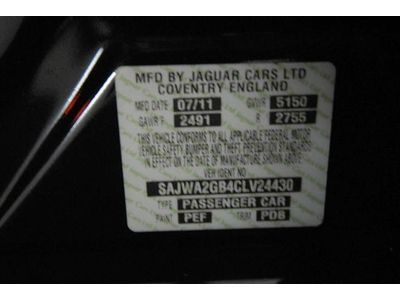 MFD BY JAGUAR CARS LTD
COVENTRY ENGLAND
MFD DATE 07/11 GVWR 5150
GAWR F 2491 R 2755
THIS VEHICLE CONFORMS TO ALL APPLICABLE FEDERAL MOTOR
VEHICLE SAFETY BUMPER AND THEFT PREVENTION STANDARDS
IN EFFECT ON THE DATE OF MANUFACTURE SHOWN ABOVE
VEH IDENT NO
SAJWA2GB4CLV24430
TYPE PASSENGER CAR
PAINT PEF TRIM PDB